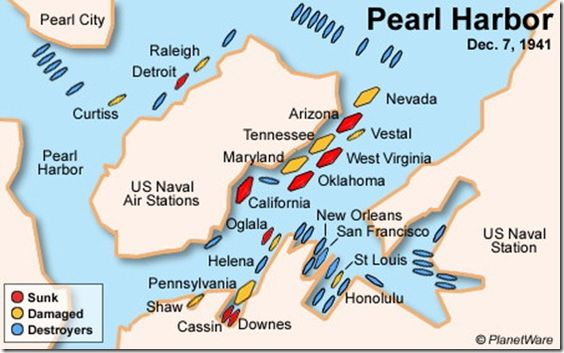 Pearl Harbor
Dec. 7, 1941
Pearl City
Raleigh
Detroit
Curtiss
Nevada
Arizona
Tennessee
Vestal
Maryland
West Virginia
Pearl
Harbor
US Naval
Air Stations
Oklahoma
California
Oglala
New Orleans
San Francisco
US Naval
Station
Helena
St Louis
Pennsylvania
Honolulu
Shaw
Cassin
Downes
Sunk
Damaged
Destroyers
© PlanetWare